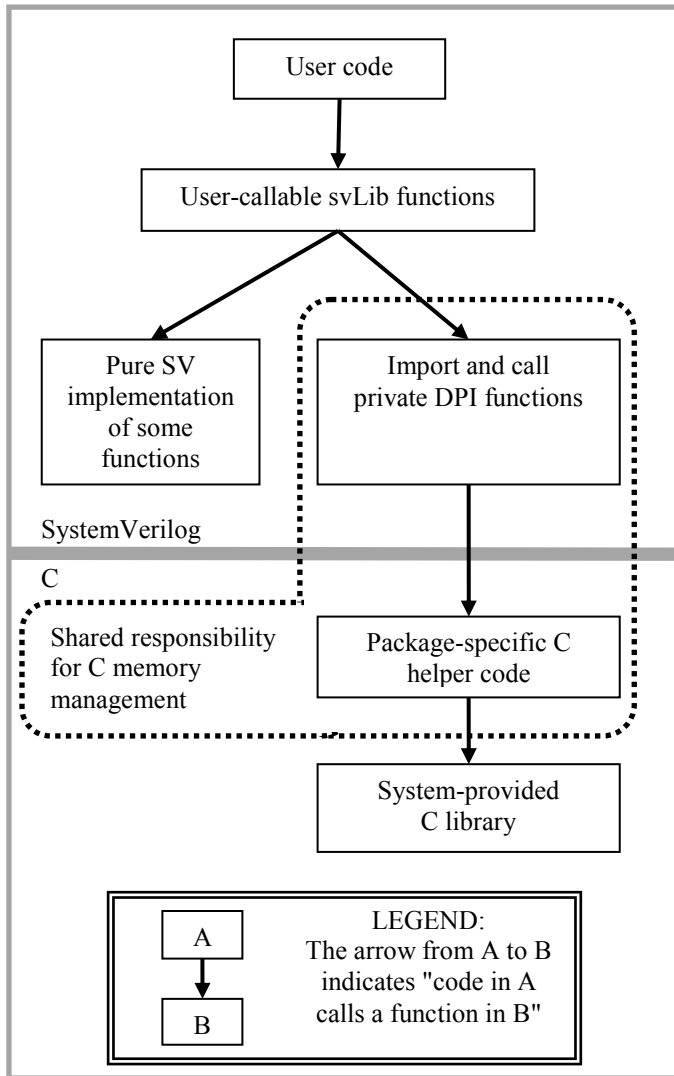 User code
User-callable svLib functions
Pure SV
implementation
of some
functions
Import and call
private DPI functions
SystemVerilog
C
Shared responsibility
for C memory
management
Package-specific C
helper code
System-provided
C library
A
B
LEGEND:
The arrow from A to B
indicates "code in A
calls a function in B"